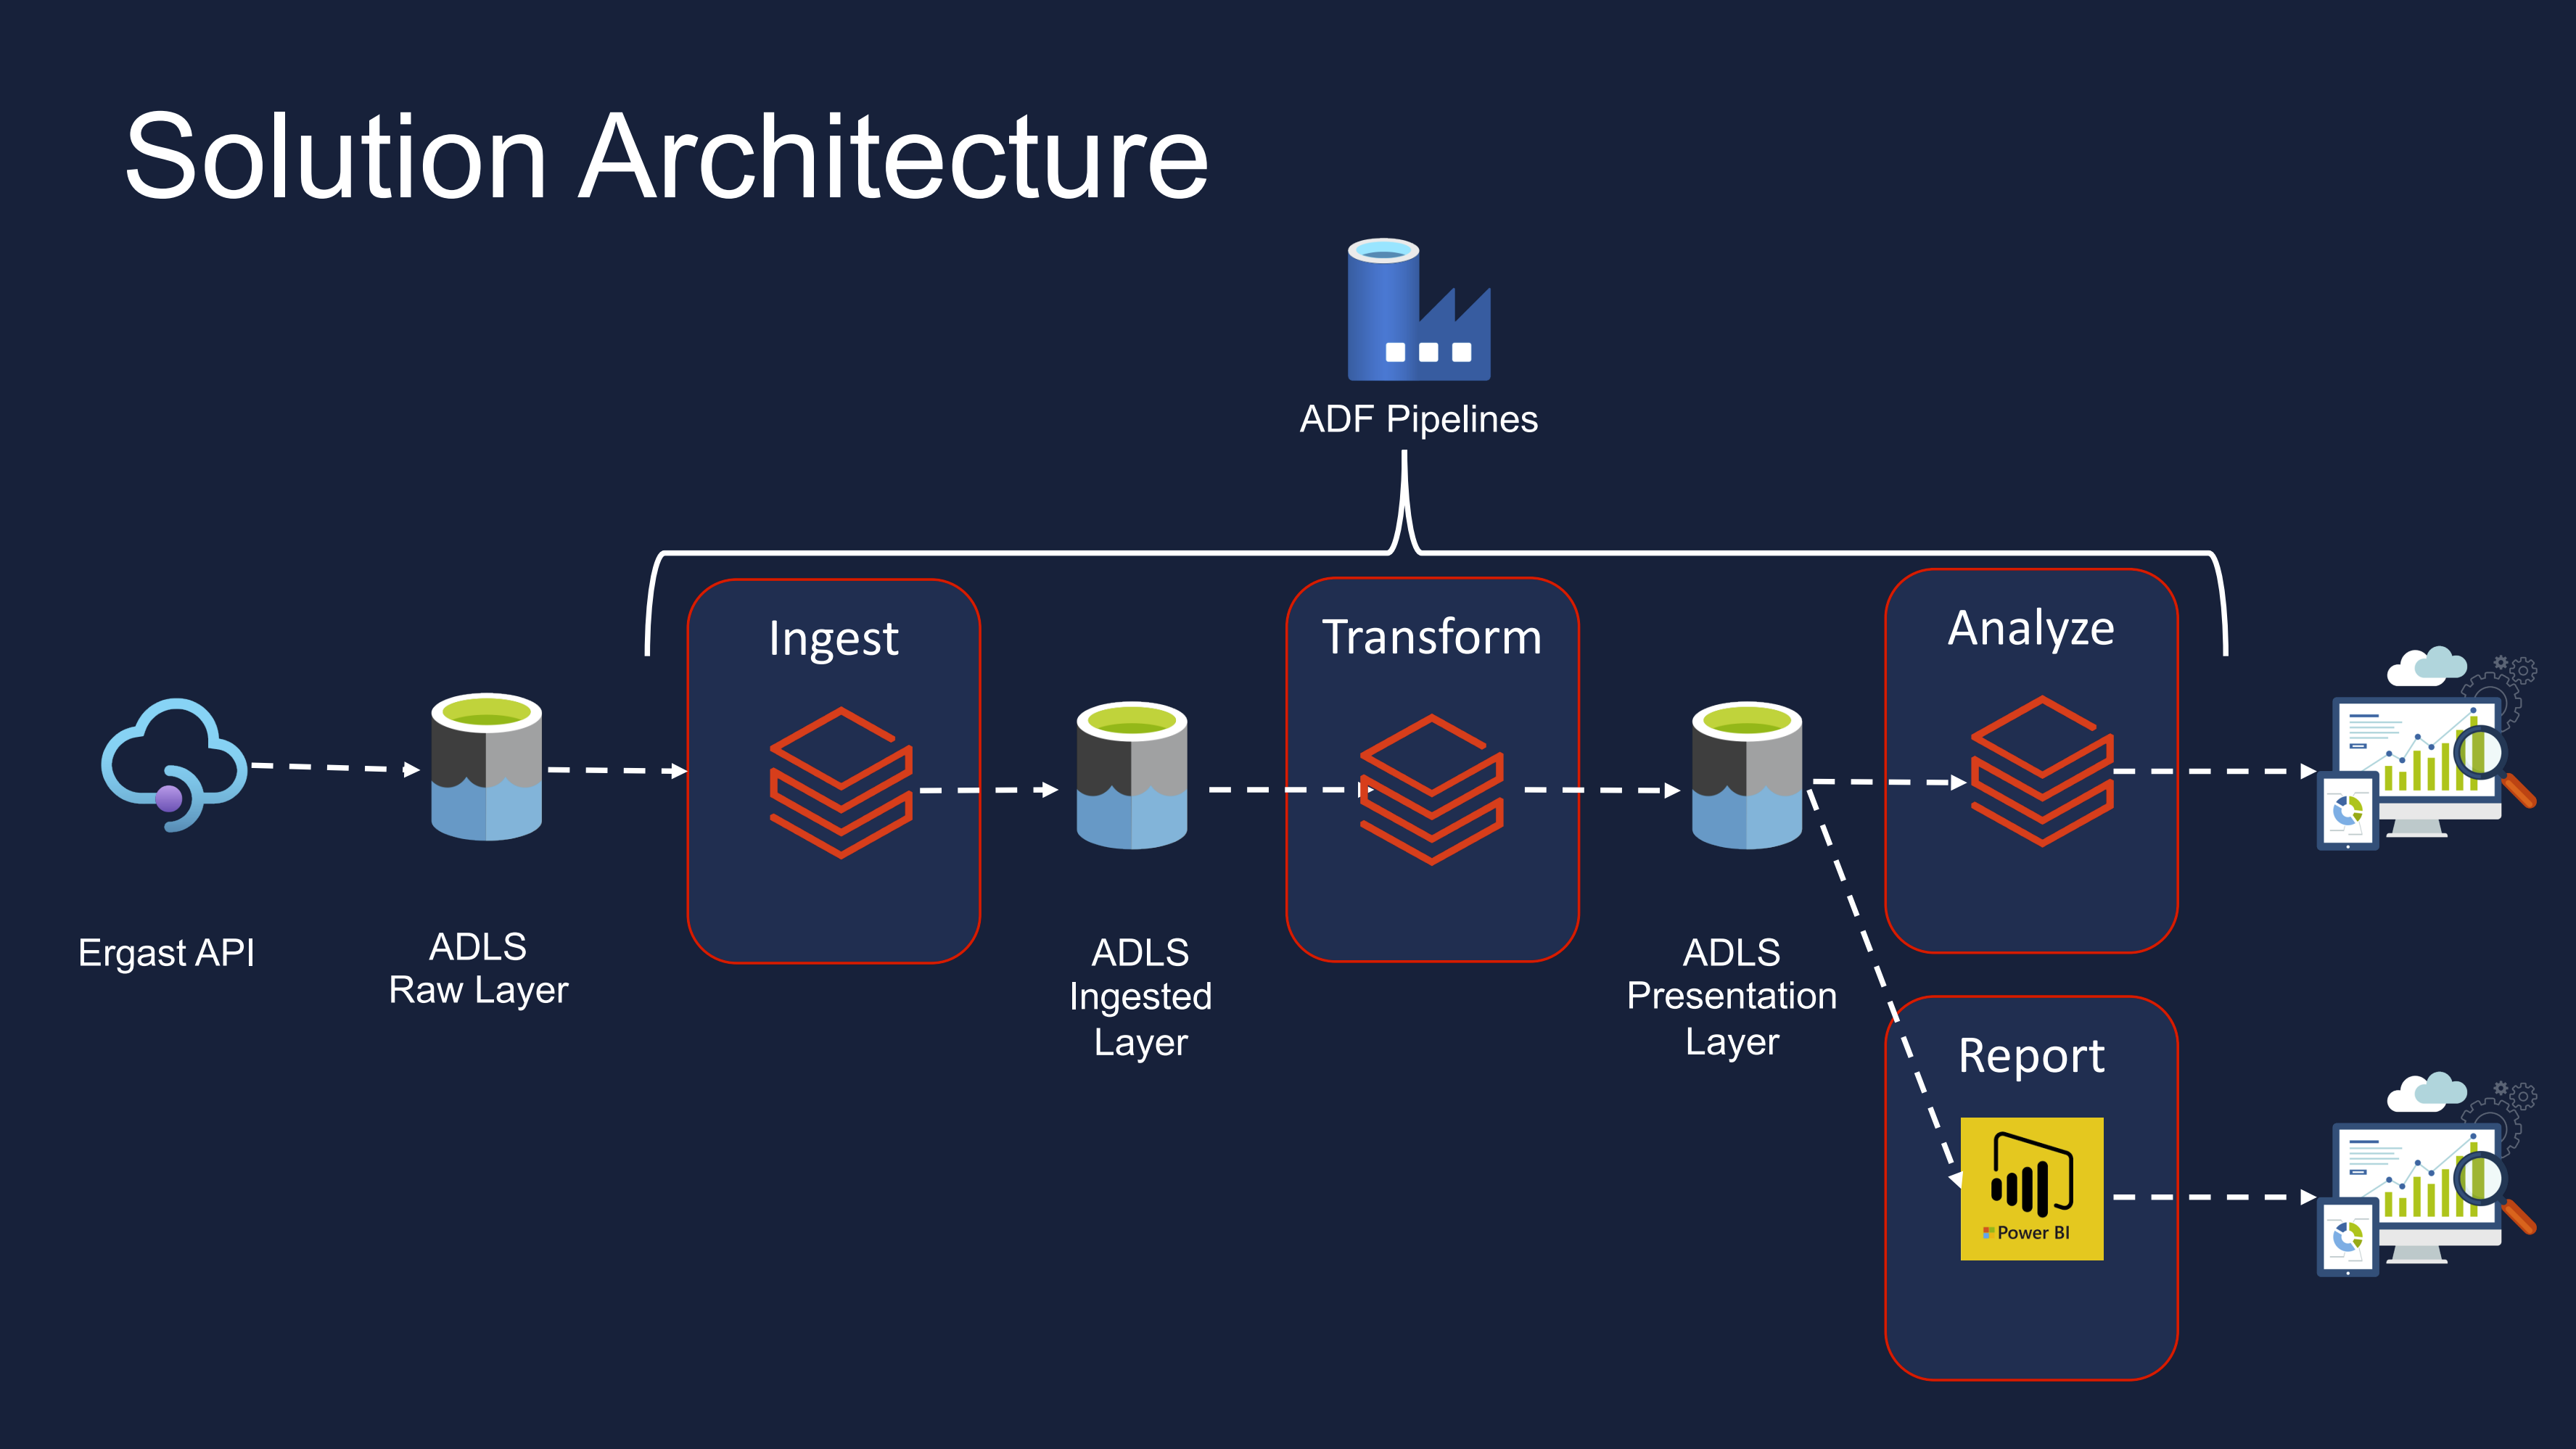 Solution Architecture
ADF Pipelines
Ingest
Transform
Analyze
Ergast API
ADLS
Raw Layer
ADLS
Ingested
Layer
ADLS
Presentation
Layer
Report
Power BI